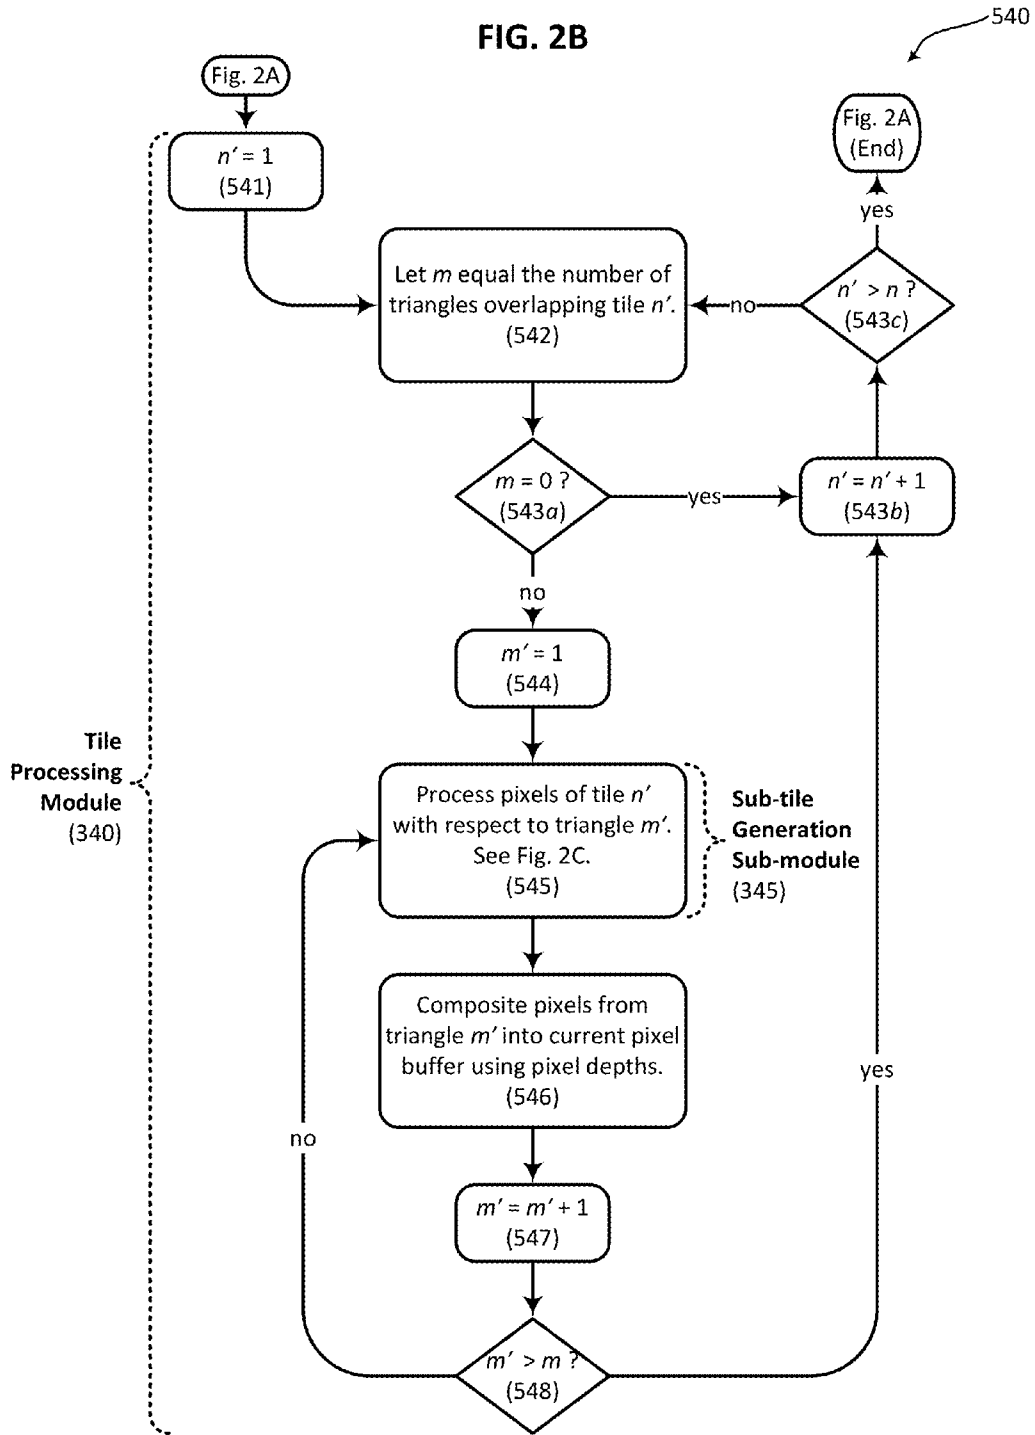 FIG. 2B
540
Fig. 2A
n′ = 1
(541)
Fig. 2A
(End)
yes
Let m equal the number of
triangles overlapping tile n′.
(542)
no
n′ > n ?
(543c)
m = 0 ?
(543a)
yes
n′ = n′ + 1
(543b)
no
m′ = 1
(544)
Tile
Processing
Module
(340)
Process pixels of tile n′
with respect to triangle m′.
See Fig. 2C.
(545)
Sub-tile
Generation
Sub-module
(345)
Composite pixels from
triangle m′ into current pixel
buffer using pixel depths.
(546)
yes
no
m′ = m′ + 1
(547)
m′ > m ?
(548)